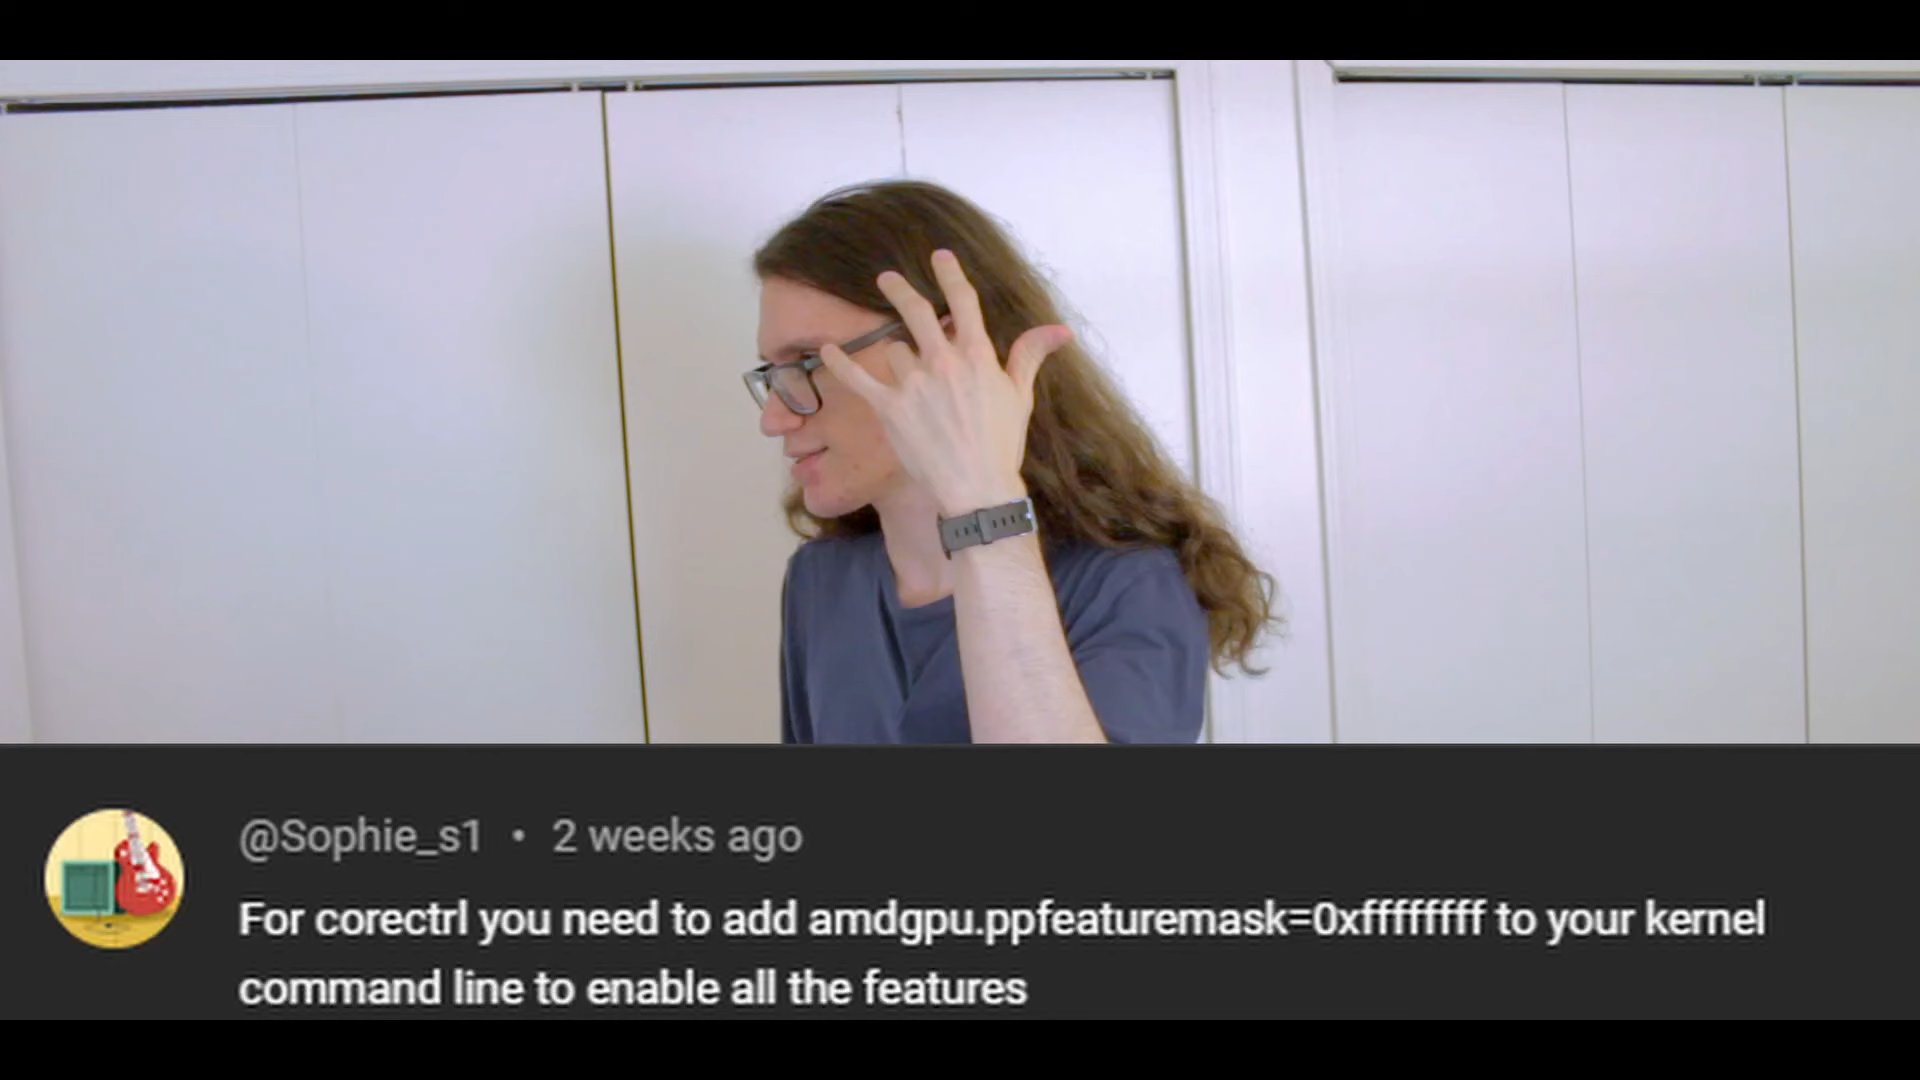 @Sophie_s1 • 2 weeks ago
For corectrl you need to add amdgpu.ppfeaturemask=0xffffffff to your kernel
command line to enable all the features